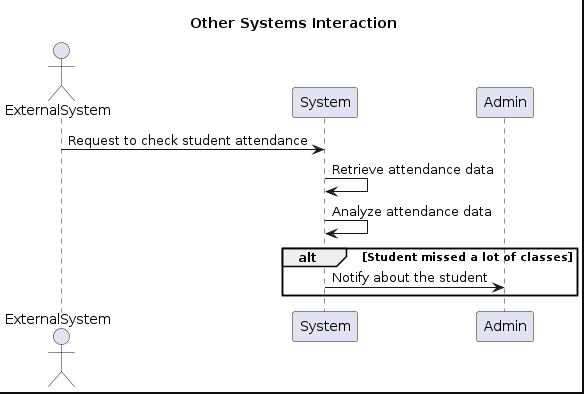 Other Systems Interaction
ExternalSystem
System
Admin
Request to check student attendance
Retrieve attendance data
Analyze attendance data
alt
[Student missed a lot of classes]
Notify about the student
ExternalSystem
System
Admin